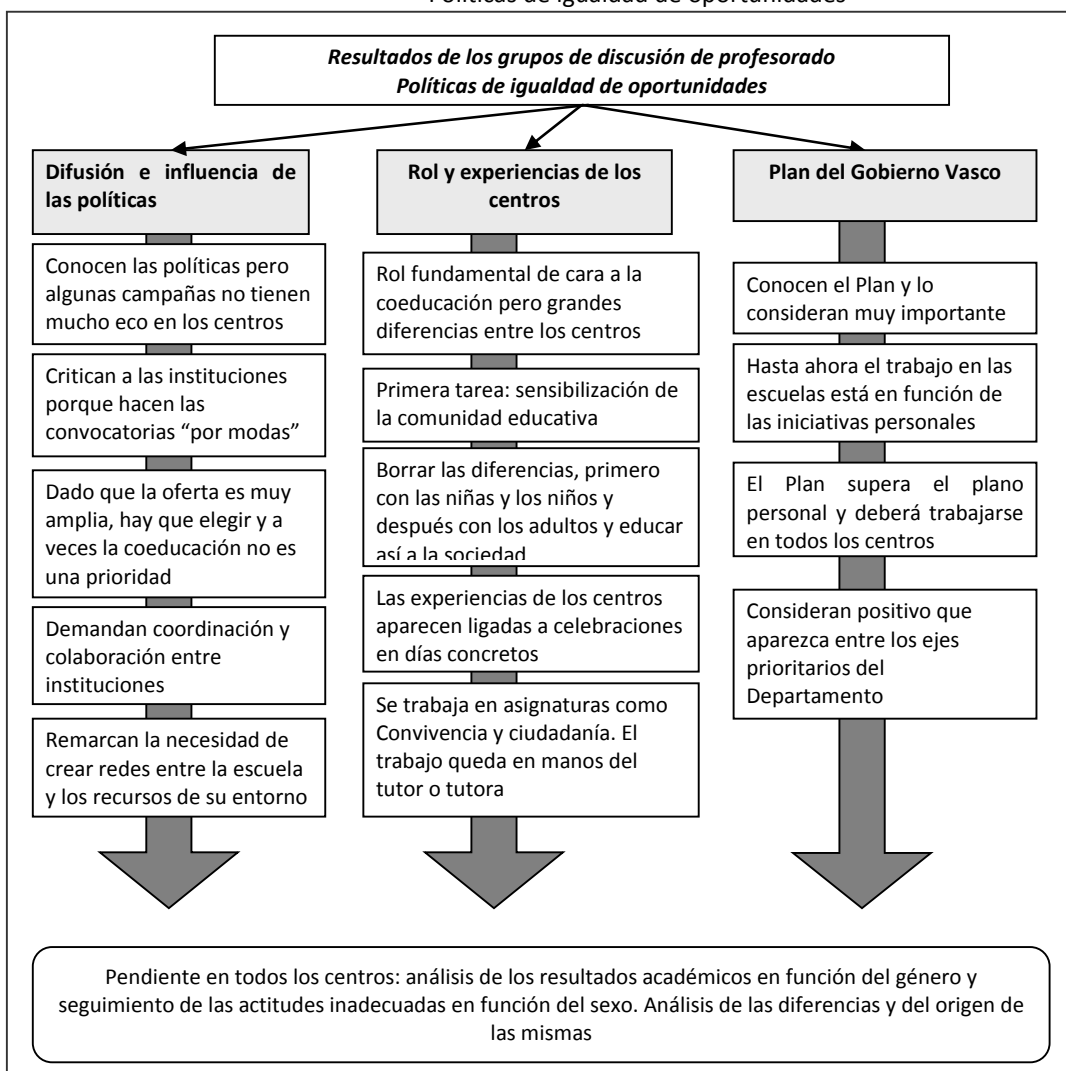 Políticas de igualdad de oportunidades
Resultados de los grupos de discusión de profesorado
Políticas de igualdad de oportunidades
Difusión e influencia de
las políticas
Conocen las políticas pero
algunas campañas no tienen
mucho eco en los centros
Critican a las instituciones
porque hacen las
convocatorias “por modas”
Dado que la oferta es muy
amplia, hay que elegir y a
veces la coeducación no es
una prioridad
Demandan coordinación y
colaboración entre
instituciones
Remarcan la necesidad de
crear redes entre la escuela
y los recursos de su entorno
Rol y experiencias de los
centros
Rol fundamental de cara a la
coeducación pero grandes
diferencias entre los centros
Primera tarea: sensibilización de
la comunidad educativa
Borrar las diferencias, primero
con las niñas y los niños y
después con los adultos y educar
así a la sociedad
Las experiencias de los centros
aparecen ligadas a celebraciones
en días concretos
Se trabaja en asignaturas como
Convivencia y ciudadanía. El
trabajo queda en manos del
tutor o tutora
Plan del Gobierno Vasco
Conocen el Plan y lo
consideran muy importante
Hasta ahora el trabajo en las
escuelas está en función de
las iniciativas personales
El Plan supera el plano
personal y deberá trabajarse
en todos los centros
Consideran positivo que
aparezca entre los ejes
prioritarios del
Departamento
Pendiente en todos los centros: análisis de los resultados académicos en función del género y
seguimiento de las actitudes inadecuadas en función del sexo. Análisis de las diferencias y del origen de
las mismas